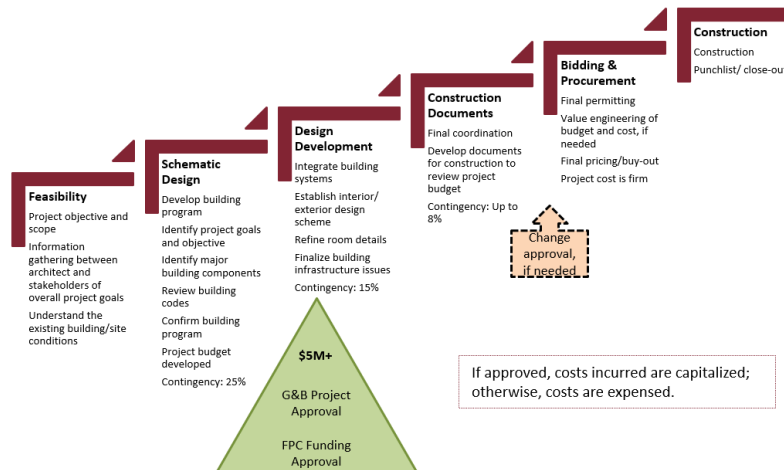 Feasibility
Project objective and
scope
Information
gathering between
architect and
stakeholders of
overall project goals
Understand the
existing building/site
conditions
Schematic
Design
Develop building
program
Identify project goals
and objective
Identify major
building components
Review building
codes
Confirm building
program
Project budget
developed
Contingency: 25%
Design
Development
Integrate building
systems
Establish interior/
exterior design
scheme
Refine room details
Finalize building
infrastructure issues
Contingency: 15%
Construction
Documents
Final coordination
Develop documents
for construction to
review project
budget
Contingency: Up to
8%
Bidding &
Procurement
Final permitting
Value engineering of
budget and cost, if
needed
Final pricing/buy-out
Project cost is firm
Construction
Construction
Punchlist/ close-out
Change
approval,
if needed
$5M+
G&B Project
Approval
FPC Funding
Approval
If approved, costs incurred are capitalized;
otherwise, costs are expensed.